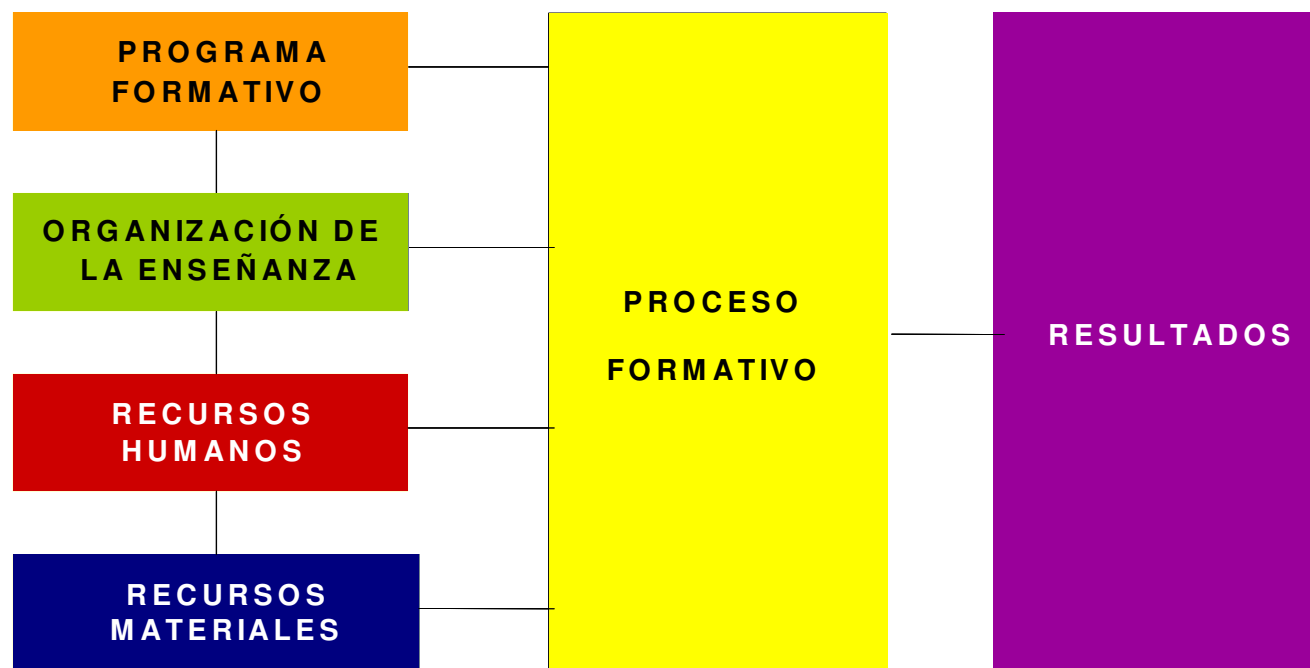 PROGRAMA
FORMATIVO
ORGANIZACIÓN DE
LA ENSEÑANZA
RECURSOS
HUMANOS
RECURSOS
MATERIALES
PROCESO
FORMATIVO
RESULTADOS